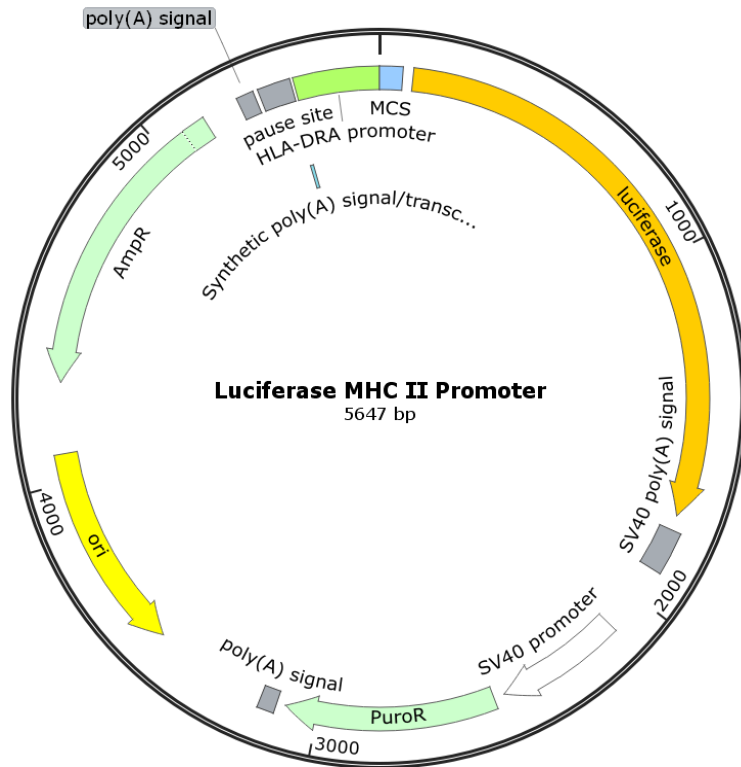 poly(A) signal
pause site
HLA-DRA promoter
MCS
Synthetic poly(A) signal/transc...
luciferase
1000
SV40 poly(A) signal
2000
SV40 promoter
PuroR
3000
poly(A) signal
ori
4000
AmpR
5000
Luciferase MHC II Promoter
5647 bp